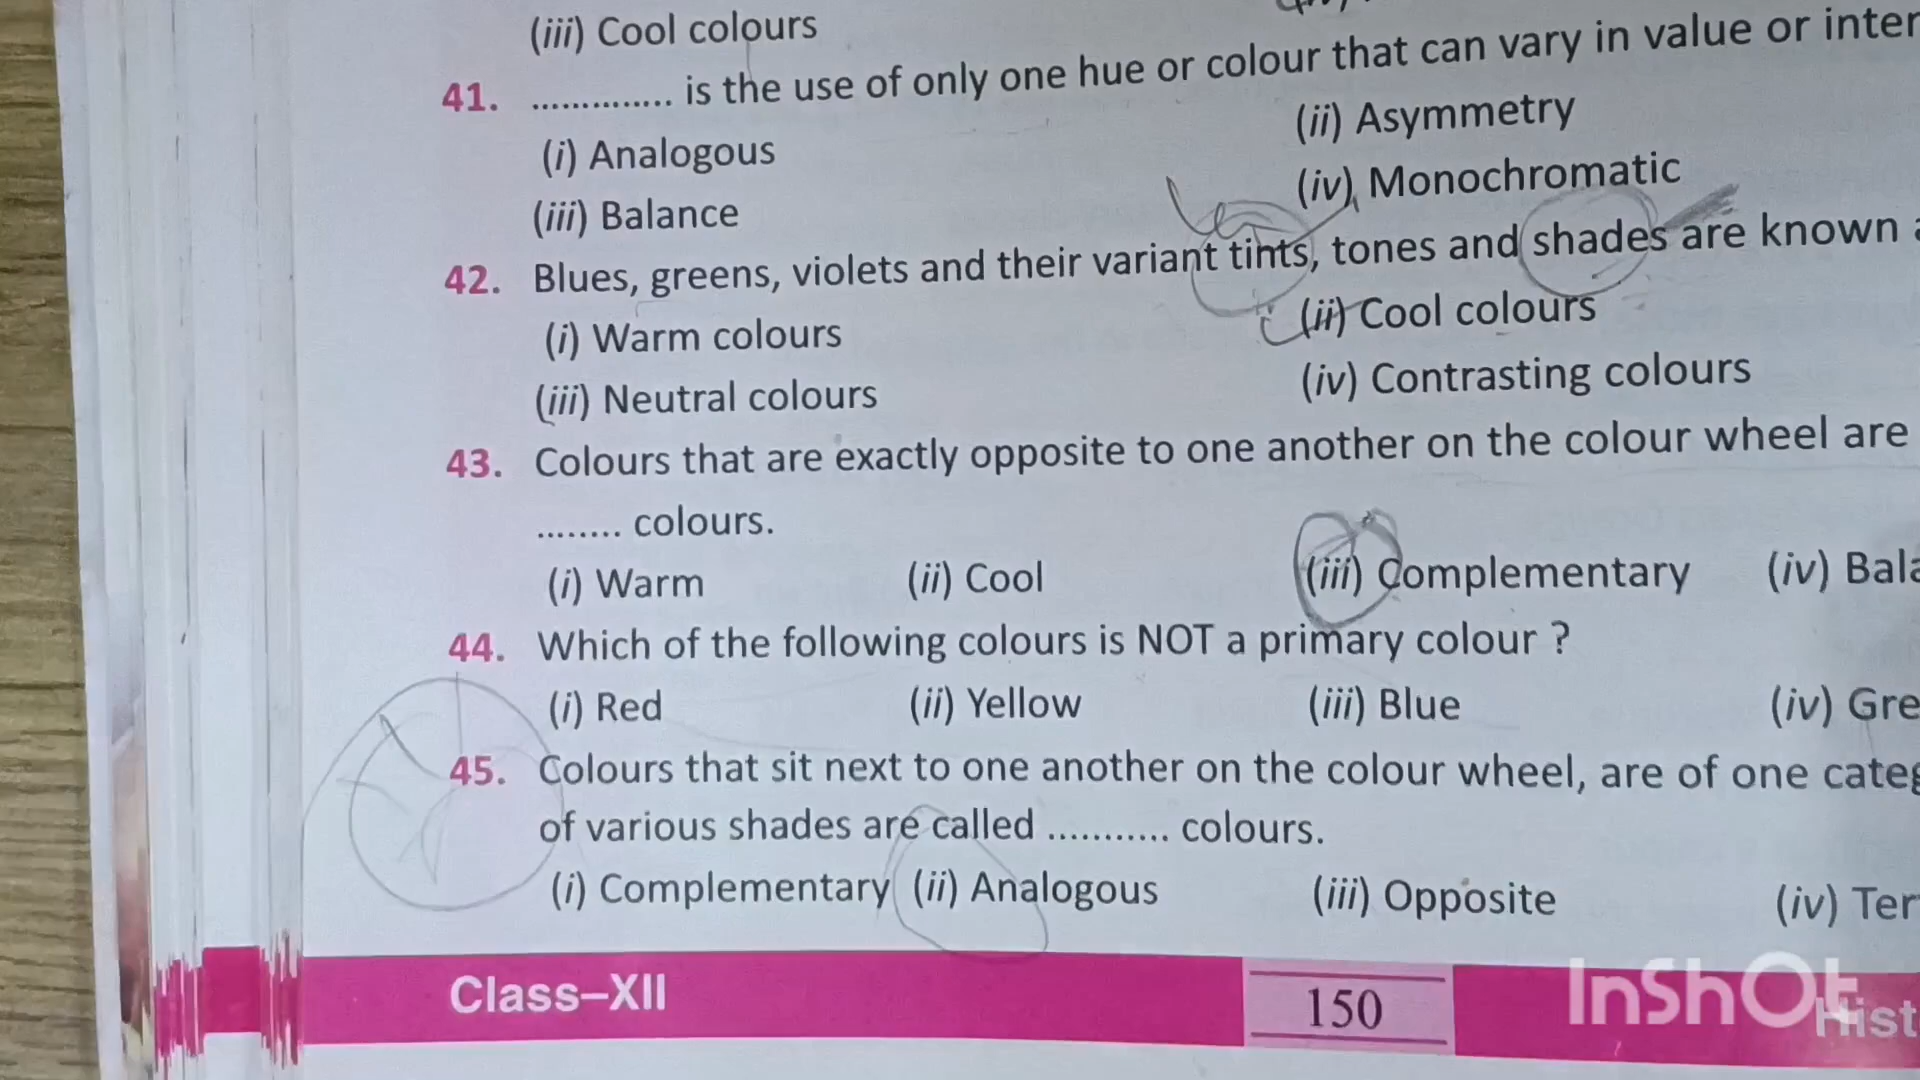 (iii) Cool colours
41. .............. is the use of only one hue or colour that can vary in value or
(i) Analogous (ii) Asymmetry
(iii) Balance (iv) Monochromatic
42. Blues, greens, violets and their variant tints, tones and shades are known
(i) Warm colours (ii) Cool colours
(iii) Neutral colours (iv) Contrasting colours
43. Colours that are exactly opposite to one another on the colour wheel are
........ colours.
(i) Warm (ii) Cool (iii) Complementary (iv)
44. Which of the following colours is NOT a primary colour ?
(i) Red (ii) Yellow (iii) Blue (iv)
45. Colours that sit next to one another on the colour wheel, are of one
of various shades are called ........... colours.
(i) Complementary (ii) Analogous (iii) Opposite (iv)
Class–XII 150
InShOt